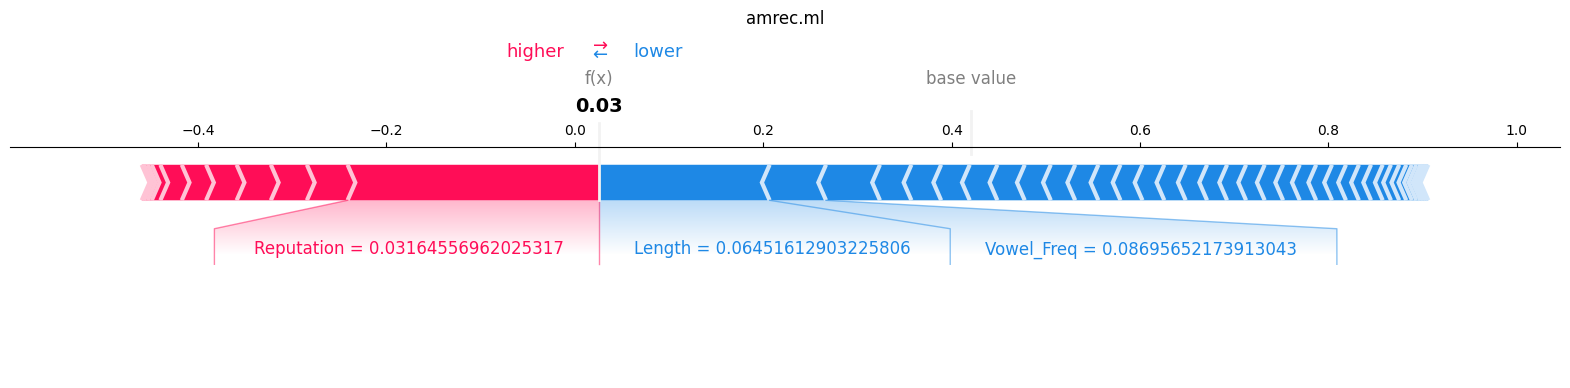 amrec.ml
higher ⇄ lower
f(x) base value
0.03
−0.4 −0.2 0.0 0.2 0.4 0.6 0.8 1.0
Reputation = 0.03164556962025317 Length = 0.06451612903225806 Vowel_Freq = 0.08695652173913043